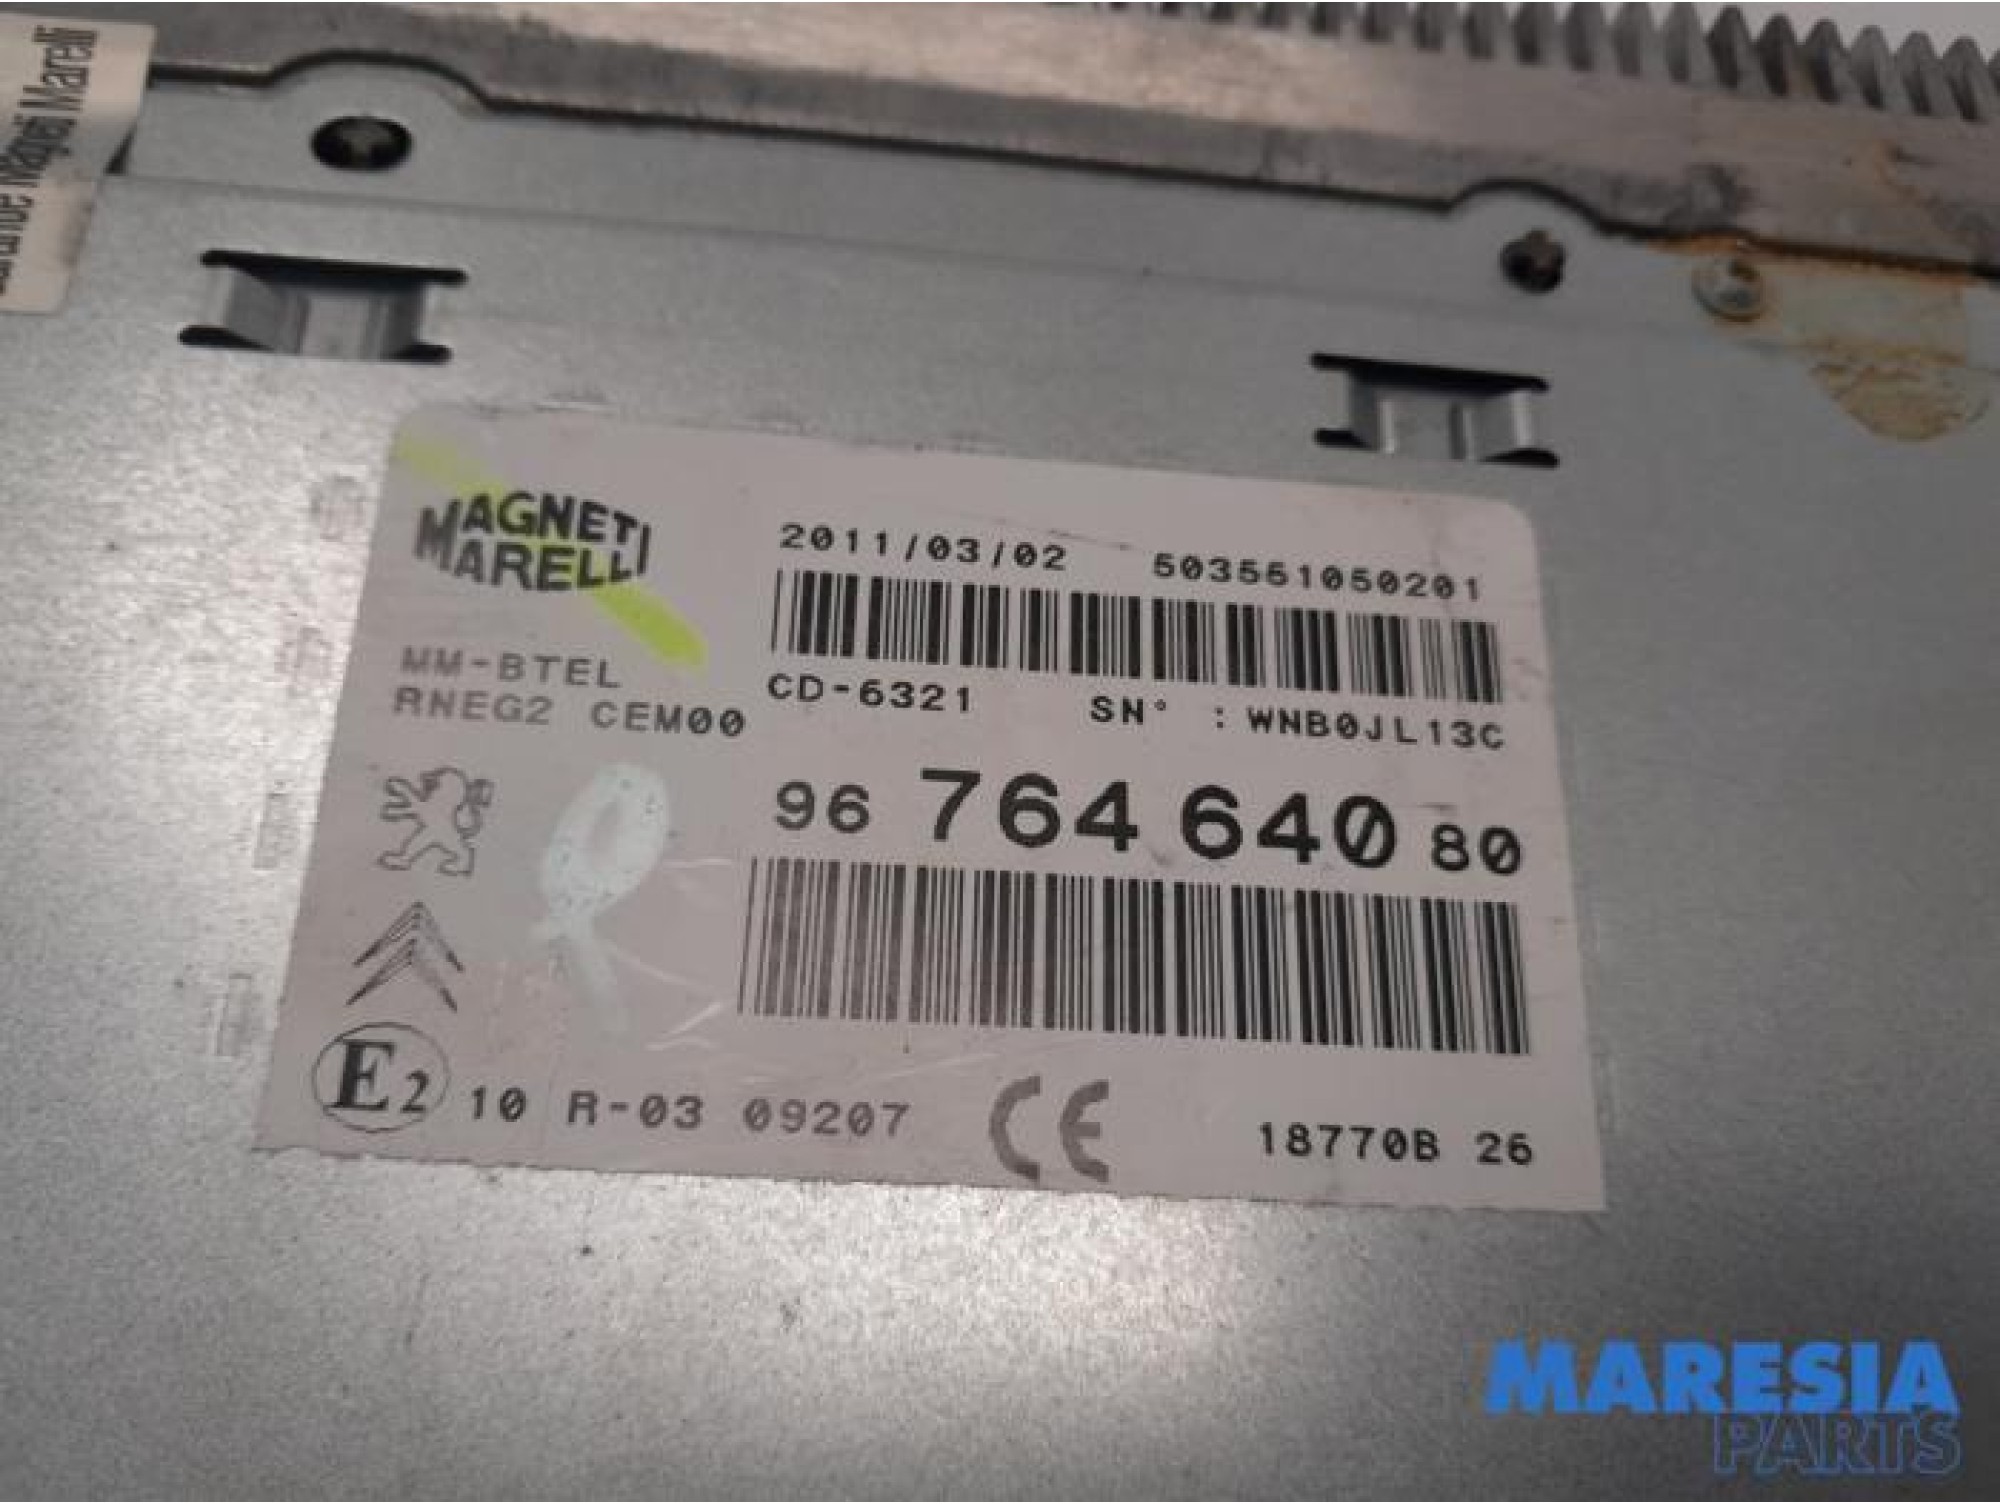 Magneti Marelli
MAGNETI
MARELLI
2011/03/02 503551050201
MM-BTEL
RNEG2 CEM00
CD-6321 SN° : WNB0JL13C
96 764 640 80
E2 10 R-03 09207 CE 18770B 26
MARESIA
PARTS